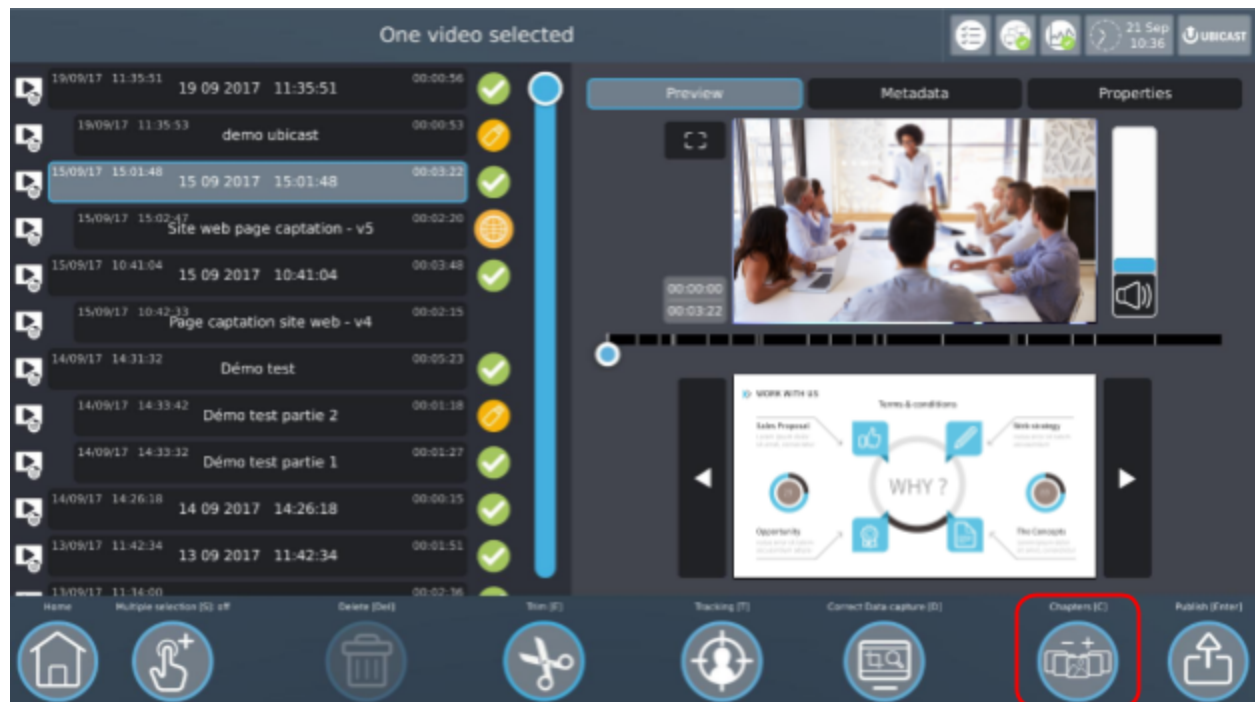 One video selected
21 Sep
10:36
UBICAST
19/09/17 11:35:51
19 09 2017 11:35:51
00:00:56
19/09/17 11:35:53
demo ubicast
00:00:53
15/09/17 15:01:48
15 09 2017 15:01:48
00:03:22
15/09/17 15:02:47
Site web page captation - v5
00:02:20
15/09/17 10:41:04
15 09 2017 10:41:04
00:03:48
15/09/17 10:42:33
Page captation site web - v4
00:02:15
14/09/17 14:31:32
Démo test
00:05:23
14/09/17 14:33:42
Démo test partie 2
00:01:18
14/09/17 14:33:32
Démo test partie 1
00:01:27
14/09/17 14:26:18
14 09 2017 14:26:18
00:00:15
13/09/17 11:42:34
13 09 2017 11:42:34
00:01:51
13/09/17 11:14:00
00:02:36
Preview
Metadata
Properties
00:00:00
00:03:22
WORK WITH US
Terms & conditions
Sales Proposal
Web strategy
WHY ?
Opportunity
The Concepts
Home
Multiple selection [S]: off
Delete [Del]
Trim [E]
Tracking [T]
Correct Data capture [D]
Chapters [C]
Publish [Enter]